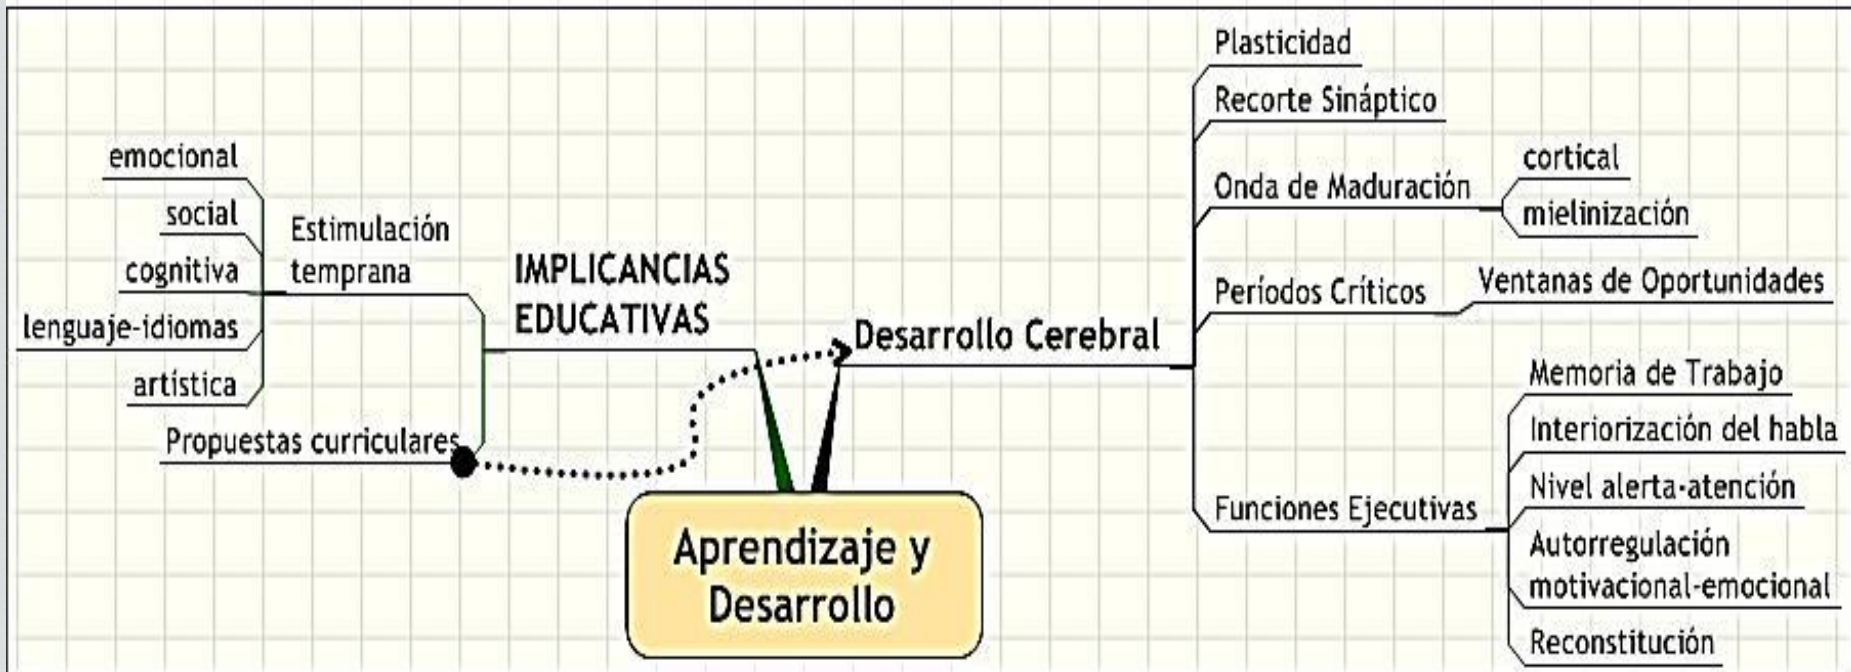 Plasticidad
Recorte Sináptico
Onda de Maduración
cortical
mielinización
Períodos Críticos
Ventanas de Oportunidades
Desarrollo Cerebral
Funciones Ejecutivas
Memoria de Trabajo
Interiorización del habla
Nivel alerta-atención
Autorregulación
motivacional-emocional
Reconstitución
IMPLICANCIAS
EDUCATIVAS
Estimulación
temprana
emocional
social
cognitiva
lenguaje-idiomas
artística
Propuestas curriculares
Aprendizaje y
Desarrollo